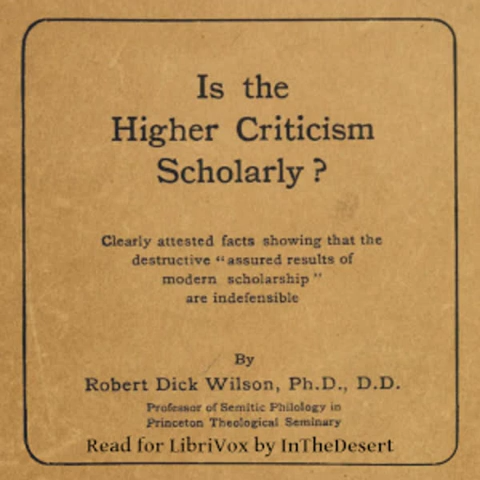 Is the
Higher Criticism
Scholarly?
Clearly attested facts showing that the
destructive "assured results of
modern scholarship"
are indefensible
By
Robert Dick Wilson, Ph.D., D.D.
Professor of Semitic Philology in
Princeton Theological Seminary
Read for LibriVox by InTheDesert